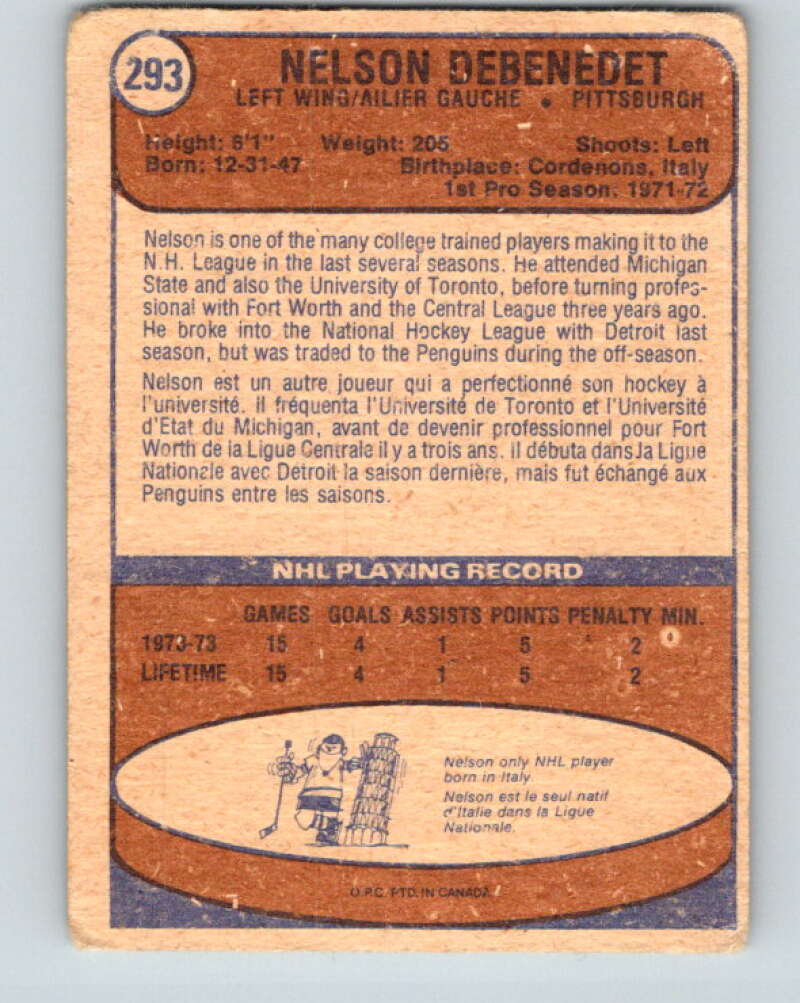 293
NELSON DEBENEDET
LEFT WING/AILIER GAUCHE • PITTSBURGH
Height: 6'1" Weight: 205 Shoots: Left
Born: 12-31-47 Birthplace: Cordenons, Italy
1st Pro Season: 1971-72
Nelson is one of the many college trained players making it to the
N.H. League in the last several seasons. He attended Michigan
State and also the University of Toronto, before turning profes-
sional with Fort Worth and the Central League three years ago.
He broke into the National Hockey League with Detroit last
season, but was traded to the Penguins during the off-season.
Nelson est un autre joueur qui a perfectionné son hockey à
l'université. Il fréquenta l'Université de Toronto et l'Université
d'Etat du Michigan, avant de devenir professionnel pour Fort
Worth de la Ligue Centrale il y a trois ans. Il débuta dans la Ligue
Nationale avec Detroit la saison dernière, mais fut échangé aux
Penguins entre les saisons.
NHL PLAYING RECORD
GAMES GOALS ASSISTS POINTS PENALTY MIN.
1973-73 15 4 1 5 2
LIFETIME 15 4 1 5 2
Nelson only NHL player
born in Italy.
Nelson est le seul natif
d'Italie dans la Ligue
Nationale.
O.P.C. PTD. IN CANADA